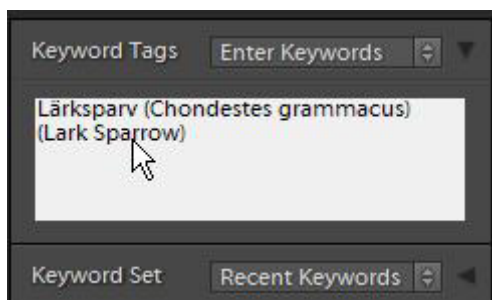 Keyword Tags Enter Keywords
Lärksparv (Chondestes grammacus)
(Lark Sparrow)
Keyword Set Recent Keywords